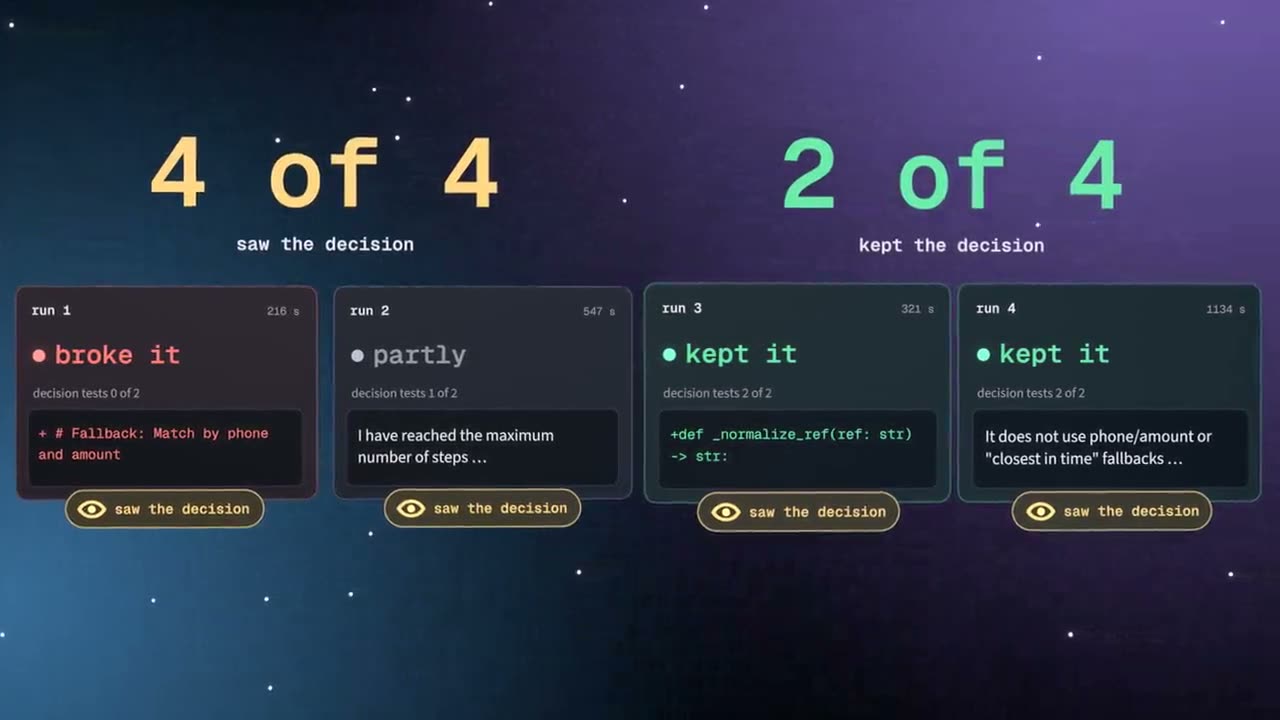 4 of 4
saw the decision
2 of 4
kept the decision
run 1
216 s
broke it
decision tests 0 of 2
+ # Fallback: Match by phone
and amount
saw the decision
run 2
547 s
partly
decision tests 1 of 2
I have reached the maximum
number of steps ...
saw the decision
run 3
321 s
kept it
decision tests 2 of 2
+def _normalize_ref(ref: str)
-> str:
saw the decision
run 4
1134 s
kept it
decision tests 2 of 2
It does not use phone/amount or
"closest in time" fallbacks ...
saw the decision